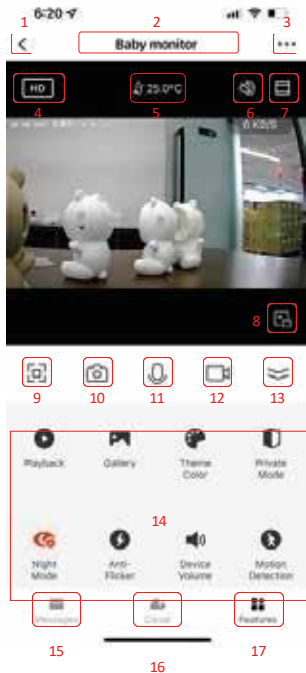 6:20
1 2 3
Baby monitor
HD 25.0°C
4 5 6 7
KB/S
8
9 10 11 12 13
Playback Gallery Theme Color Private Mode
14
Night Mode Anti-Flicker Device Volume Motion Detection
Messages Cloud Features
15 16 17